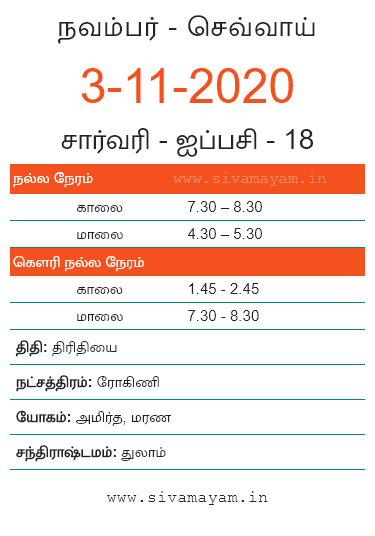 நவம்பர் - செவ்வாய்
3-11-2020
சார்வரி - ஐப்பசி - 18
நல்ல நேரம் www.sivamayam.in
காலை 7.30 – 8.30
மாலை 4.30 – 5.30
கௌரி நல்ல நேரம்
காலை 1.45 - 2.45
மாலை 7.30 - 8.30
திதி: திரிதியை
நட்சத்திரம்: ரோகிணி
யோகம்: அமிர்த, மரண
சந்திராஷ்டமம்: துலாம்
www.sivamayam.in